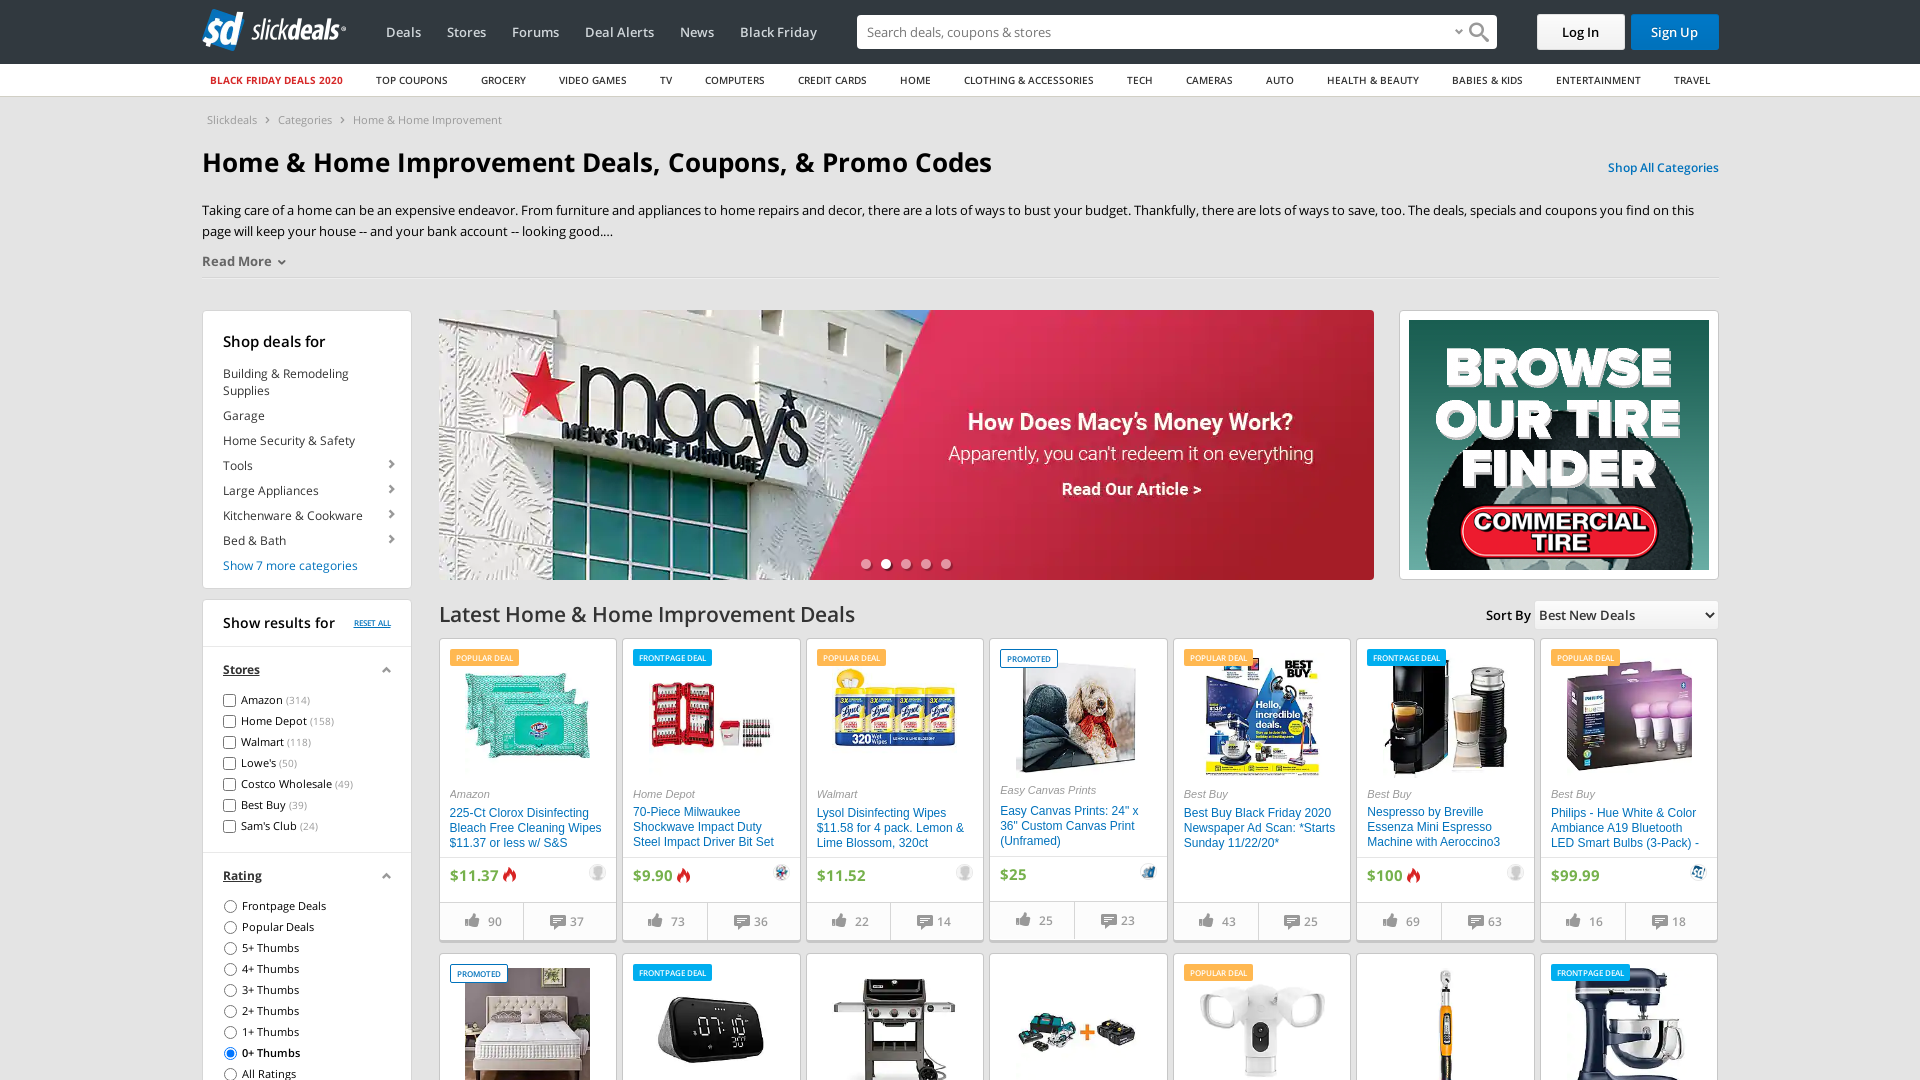 slickdeals
Deals
Stores
Forums
Deal Alerts
News
Black Friday
Search deals, coupons & stores
Log In
Sign Up
BLACK FRIDAY DEALS 2020
TOP COUPONS
GROCERY
VIDEO GAMES
TV
COMPUTERS
CREDIT CARDS
HOME
CLOTHING & ACCESSORIES
TECH
CAMERAS
AUTO
HEALTH & BEAUTY
BABIES & KIDS
ENTERTAINMENT
TRAVEL
Slickdeals > Categories > Home & Home Improvement
Home & Home Improvement Deals, Coupons, & Promo Codes
Shop All Categories
Taking care of a home can be an expensive endeavor. From furniture and appliances to home repairs and decor, there are a lots of ways to bust your budget. Thankfully, there are lots of ways to save, too. The deals, specials and coupons you find on this
page will keep your house -- and your bank account -- looking good.…
Read More
Shop deals for
Building & Remodeling
Supplies
Garage
Home Security & Safety
Tools
Large Appliances
Kitchenware & Cookware
Bed & Bath
Show 7 more categories
macy's
MEN'S HOME FURNITURE
How Does Macy's Money Work?
Apparently, you can't redeem it on everything
Read Our Article >
BROWSE
OUR TIRE
FINDER
COMMERCIAL
TIRE
Show results for
RESET ALL
Stores
Amazon (314)
Home Depot (158)
Walmart (118)
Lowe's (50)
Costco Wholesale (49)
Best Buy (39)
Sam's Club (24)
Rating
Frontpage Deals
Popular Deals
5+ Thumbs
4+ Thumbs
3+ Thumbs
2+ Thumbs
1+ Thumbs
0+ Thumbs
All Ratings
Latest Home & Home Improvement Deals
Sort By
Best New Deals
POPULAR DEAL
Amazon
225-Ct Clorox Disinfecting
Bleach Free Cleaning Wipes
$11.37 or less w/ S&S
$11.37
90
37
FRONTPAGE DEAL
Home Depot
70-Piece Milwaukee
Shockwave Impact Duty
Steel Impact Driver Bit Set
$9.90
73
36
POPULAR DEAL
Lysol
320 Wet Wipes
Walmart
Lysol Disinfecting Wipes
$11.58 for 4 pack. Lemon &
Lime Blossom, 320ct
$11.52
22
14
PROMOTED
Easy Canvas Prints
Easy Canvas Prints: 24" x
36" Custom Canvas Print
(Unframed)
$25
25
23
POPULAR DEAL
BEST BUY
Hello,
incredible
deals.
Best Buy
Best Buy Black Friday 2020
Newspaper Ad Scan: *Starts
Sunday 11/22/20*
43
25
FRONTPAGE DEAL
Best Buy
Nespresso by Breville
Essenza Mini Espresso
Machine with Aeroccino3
$100
69
63
POPULAR DEAL
PHILIPS
hue
Best Buy
Philips - Hue White & Color
Ambiance A19 Bluetooth
LED Smart Bulbs (3-Pack) -
$99.99
16
18
PROMOTED
FRONTPAGE DEAL
07:10
POPULAR DEAL
FRONTPAGE DEAL